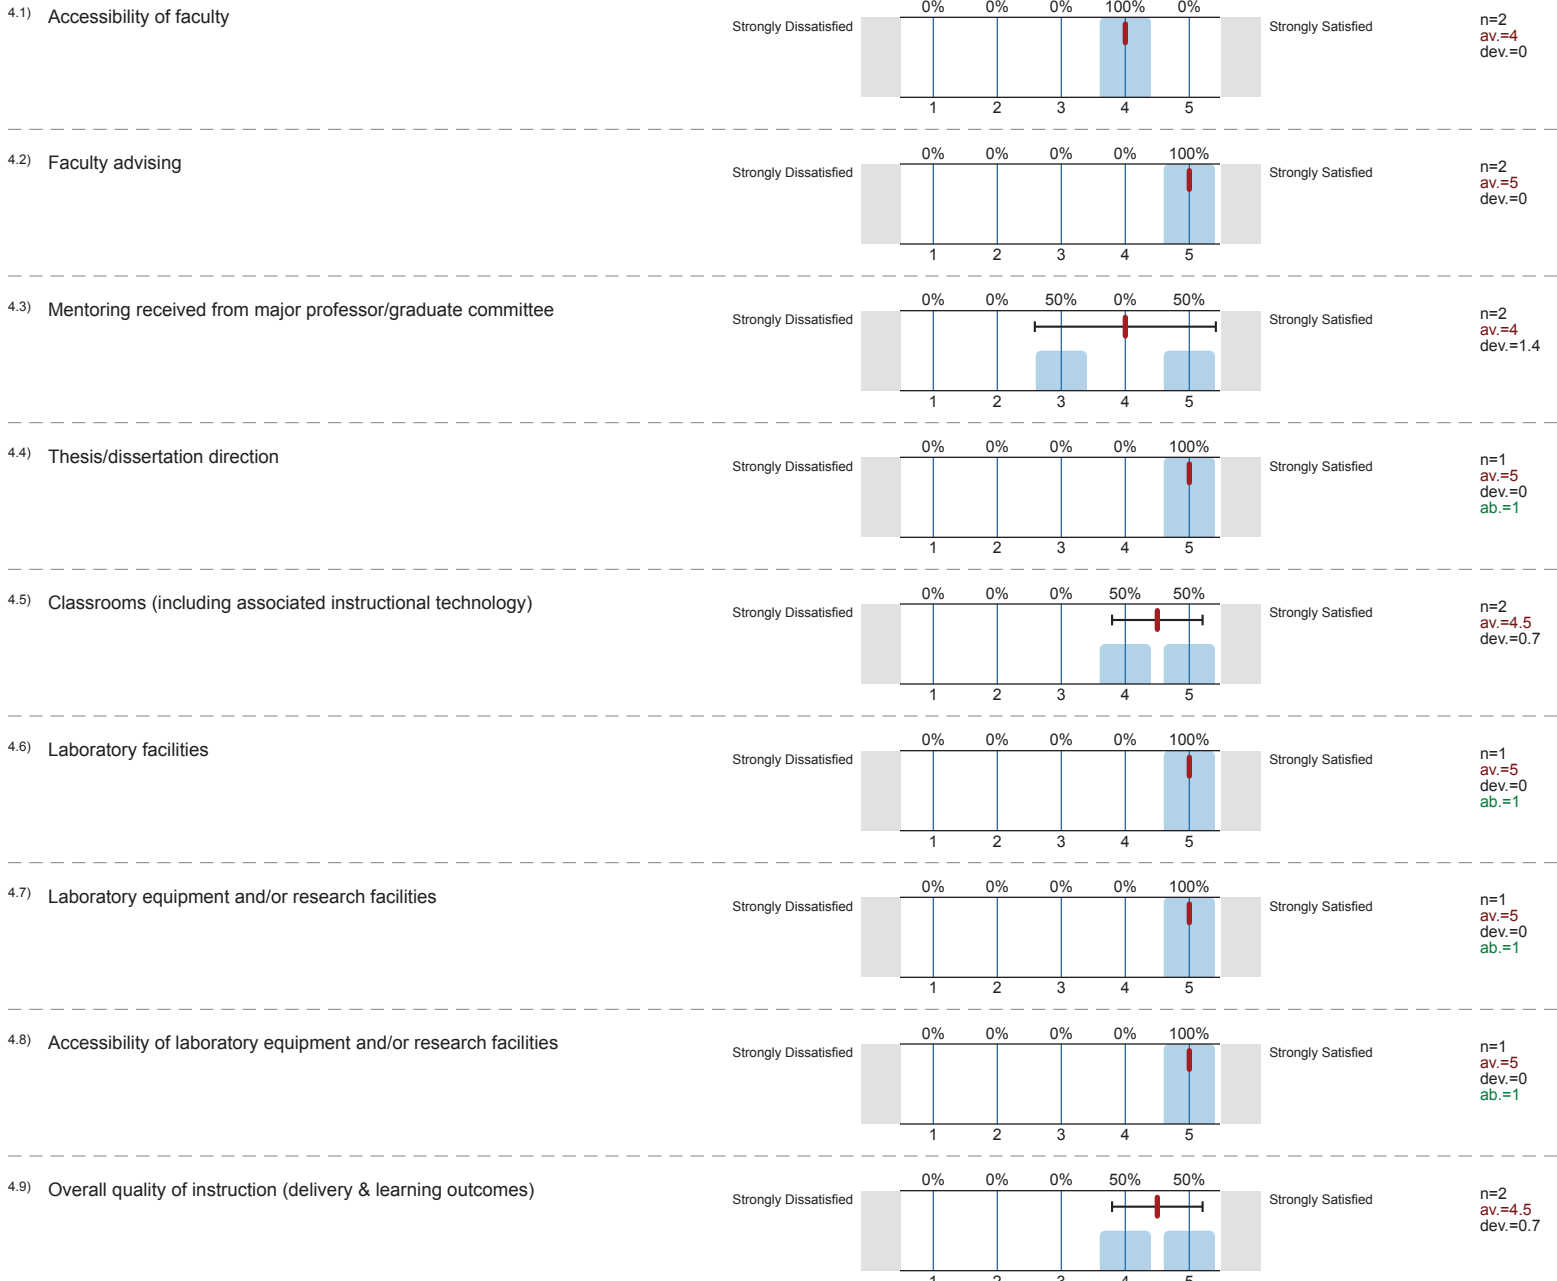 4.1) Accessibility of faculty
0% 0% 0% 100% 0%
Strongly Dissatisfied Strongly Satisfied
n=2
av.=4
dev.=0
1 2 3 4 5
4.2) Faculty advising
0% 0% 0% 0% 100%
Strongly Dissatisfied Strongly Satisfied
n=2
av.=5
dev.=0
1 2 3 4 5
4.3) Mentoring received from major professor/graduate committee
0% 0% 50% 0% 50%
Strongly Dissatisfied Strongly Satisfied
n=2
av.=4
dev.=1.4
1 2 3 4 5
4.4) Thesis/dissertation direction
0% 0% 0% 0% 100%
Strongly Dissatisfied Strongly Satisfied
n=1
av.=5
dev.=0
ab.=1
1 2 3 4 5
4.5) Classrooms (including associated instructional technology)
0% 0% 0% 50% 50%
Strongly Dissatisfied Strongly Satisfied
n=2
av.=4.5
dev.=0.7
1 2 3 4 5
4.6) Laboratory facilities
0% 0% 0% 0% 100%
Strongly Dissatisfied Strongly Satisfied
n=1
av.=5
dev.=0
ab.=1
1 2 3 4 5
4.7) Laboratory equipment and/or research facilities
0% 0% 0% 0% 100%
Strongly Dissatisfied Strongly Satisfied
n=1
av.=5
dev.=0
ab.=1
1 2 3 4 5
4.8) Accessibility of laboratory equipment and/or research facilities
0% 0% 0% 0% 100%
Strongly Dissatisfied Strongly Satisfied
n=1
av.=5
dev.=0
ab.=1
1 2 3 4 5
4.9) Overall quality of instruction (delivery & learning outcomes)
0% 0% 0% 50% 50%
Strongly Dissatisfied Strongly Satisfied
n=2
av.=4.5
dev.=0.7
1 2 3 4 5